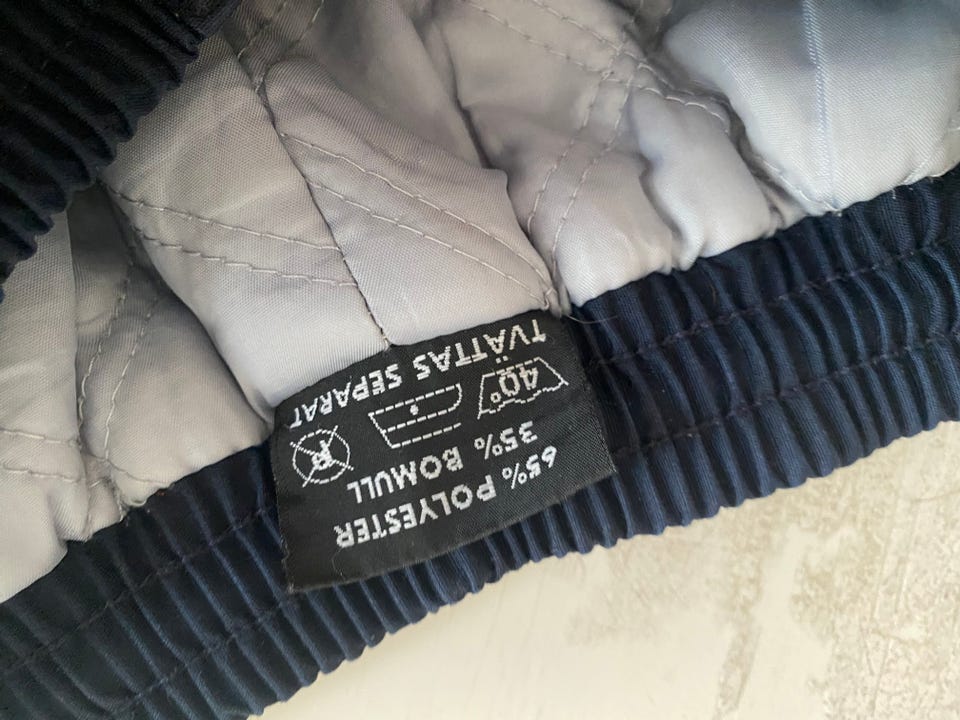 65% POLYESTER
35% BOMULL
40°
P
TVÄTTAS SEPARAT